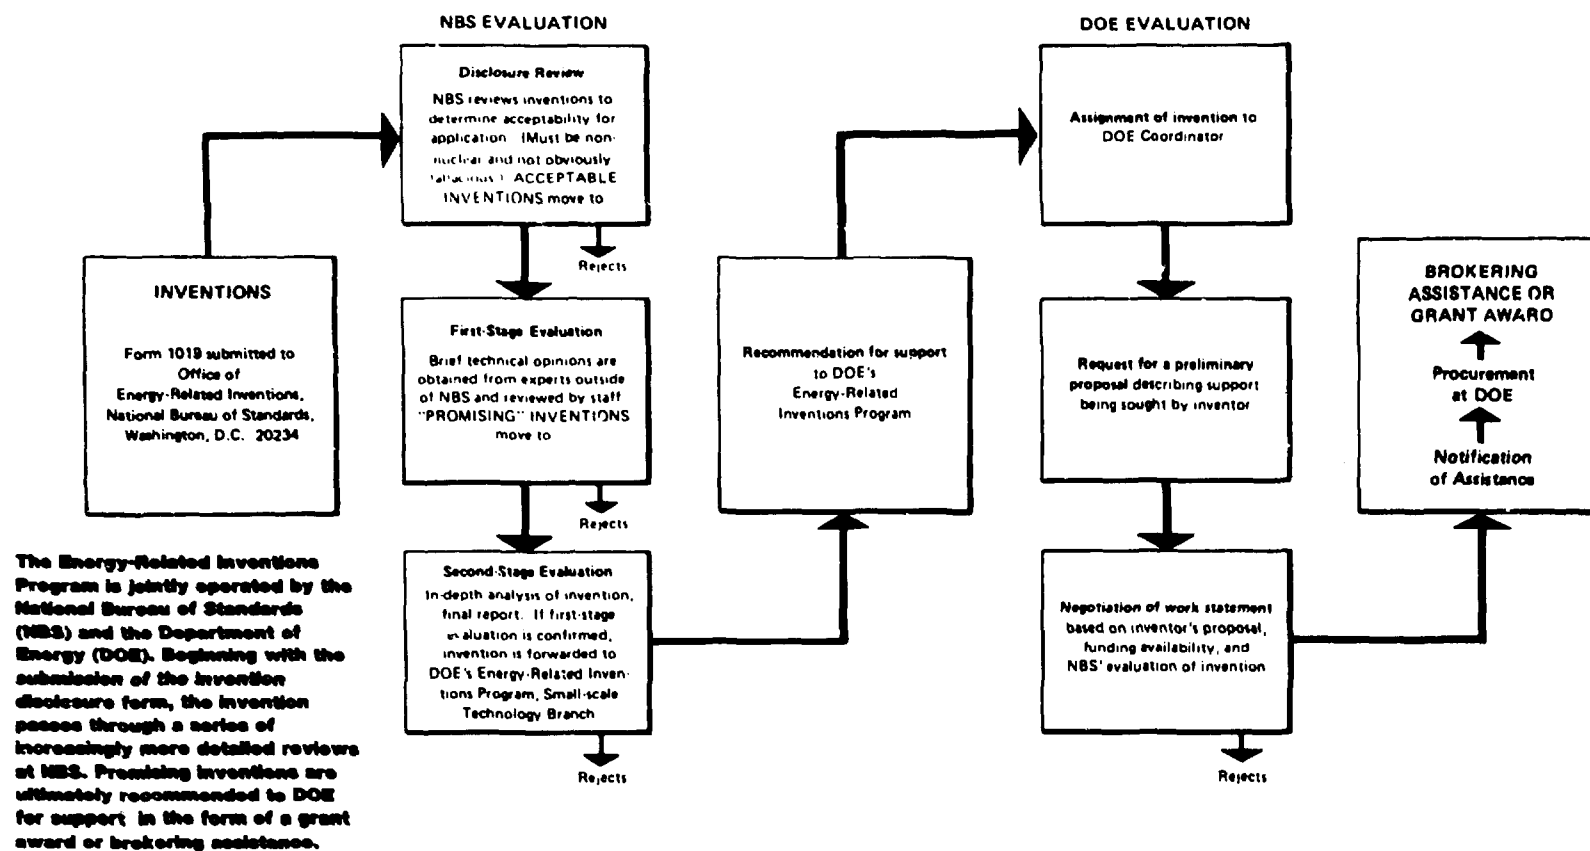 NBS EVALUATION
Disclosure Review
NBS reviews inventions to
determine acceptability for
application. (Must be non-
nuclear and not obviously
fallacious.) ACCEPTABLE
INVENTIONS move to
Rejects
INVENTIONS
Form 1019 submitted to
Office of
Energy-Related Inventions,
National Bureau of Standards,
Washington, D.C. 20234
First-Stage Evaluation
Brief technical opinions are
obtained from experts outside
of NBS and reviewed by staff
"PROMISING" INVENTIONS
move to
Rejects
Second-Stage Evaluation
In-depth analysis of invention,
final report. If first-stage
evaluation is confirmed,
invention is forwarded to
DOE's Energy-Related Inven-
tions Program, Small-scale
Technology Branch
Rejects
Recommendation for support
to DOE's
Energy-Related
Inventions Program
DOE EVALUATION
Assignment of invention to
DOE Coordinator
Request for a preliminary
proposal describing support
being sought by inventor
Negotiation of work statement
based on inventor's proposal,
funding availability, and
NBS' evaluation of invention
Rejects
BROKERING
ASSISTANCE OR
GRANT AWARD
Procurement
at DOE
Notification
of Assistance
The Energy-Related Inventions
Program is jointly operated by the
National Bureau of Standards
(NBS) and the Department of
Energy (DOE). Beginning with the
submission of the invention
disclosure form, the invention
passes through a series of
increasingly more detailed reviews
at NBS. Promising inventions are
ultimately recommended to DOE
for support in the form of a grant
award or brokering assistance.